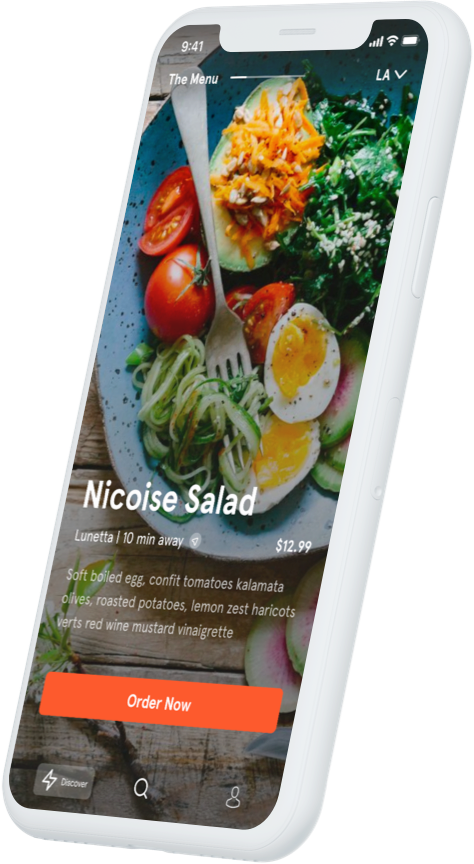 9:41
The Menu LA
Nicoise Salad
Lunetta | 10 min away $12.99
Soft boiled egg, confit tomatoes kalamata
olives, roasted potatoes, lemon zest haricots
verts red wine mustard vinaigrette
Order Now
Discover